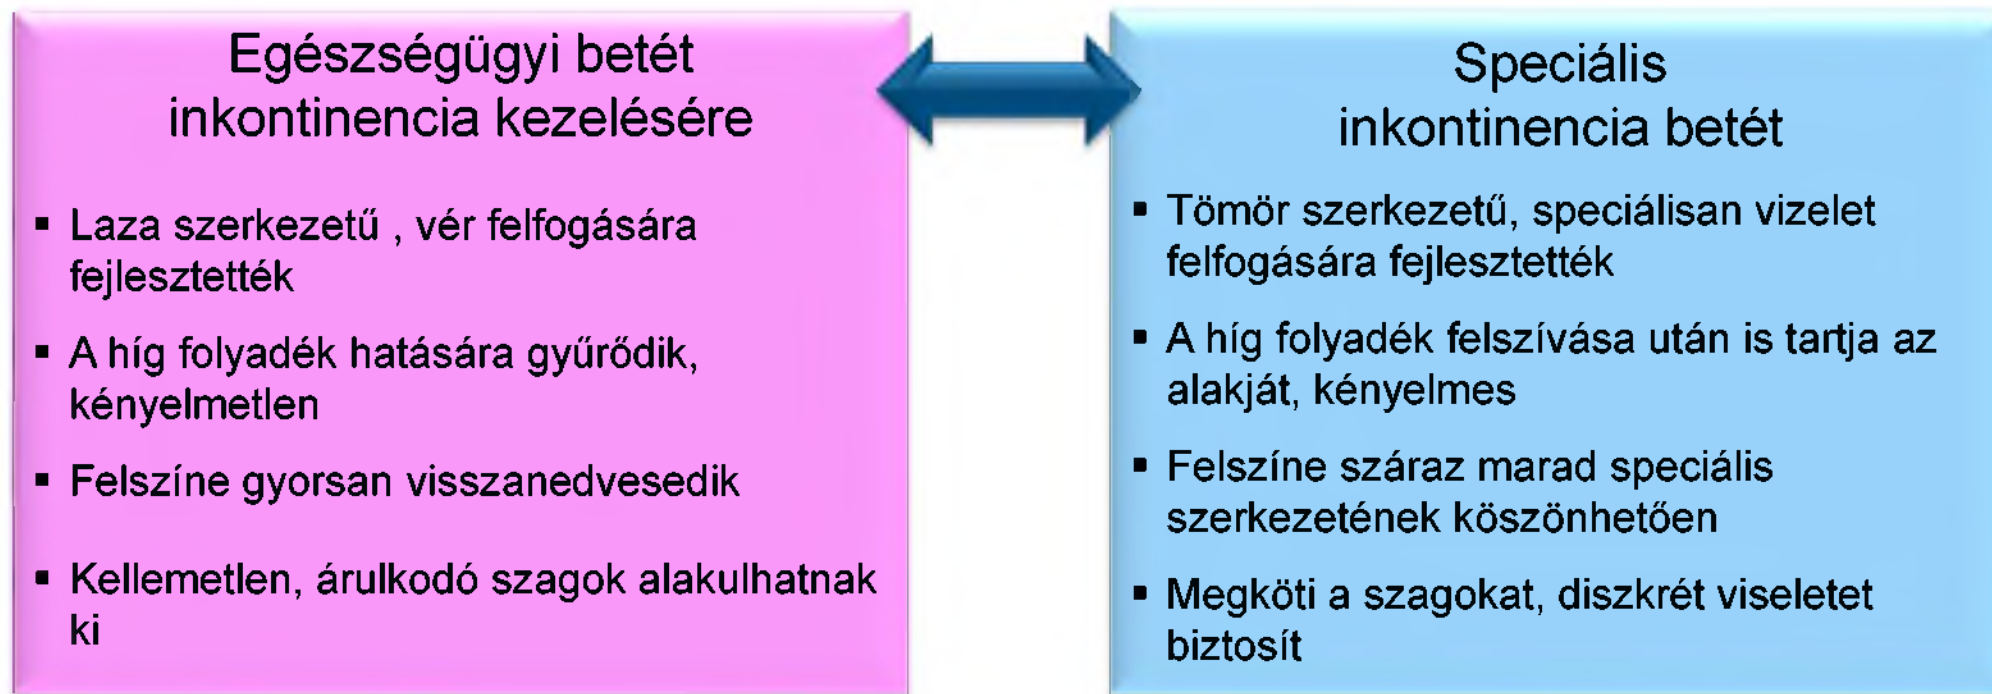 Egészségügyi betét
inkontinencia kezelésére
▪ Laza szerkezetű , vér felfogására
fejlesztették
▪ A híg folyadék hatására gyűrődik,
kényelmetlen
▪ Felszíne gyorsan visszanedvesedik
▪ Kellemetlen, árulkodó szagok alakulhatnak
ki
Speciális
inkontinencia betét
▪ Tömör szerkezetű, speciálisan vizelet
felfogására fejlesztették
▪ A híg folyadék felszívása után is tartja az
alakját, kényelmes
▪ Felszíne száraz marad speciális
szerkezetének köszönhetően
▪ Megköti a szagokat, diszkrét viseletet
biztosít